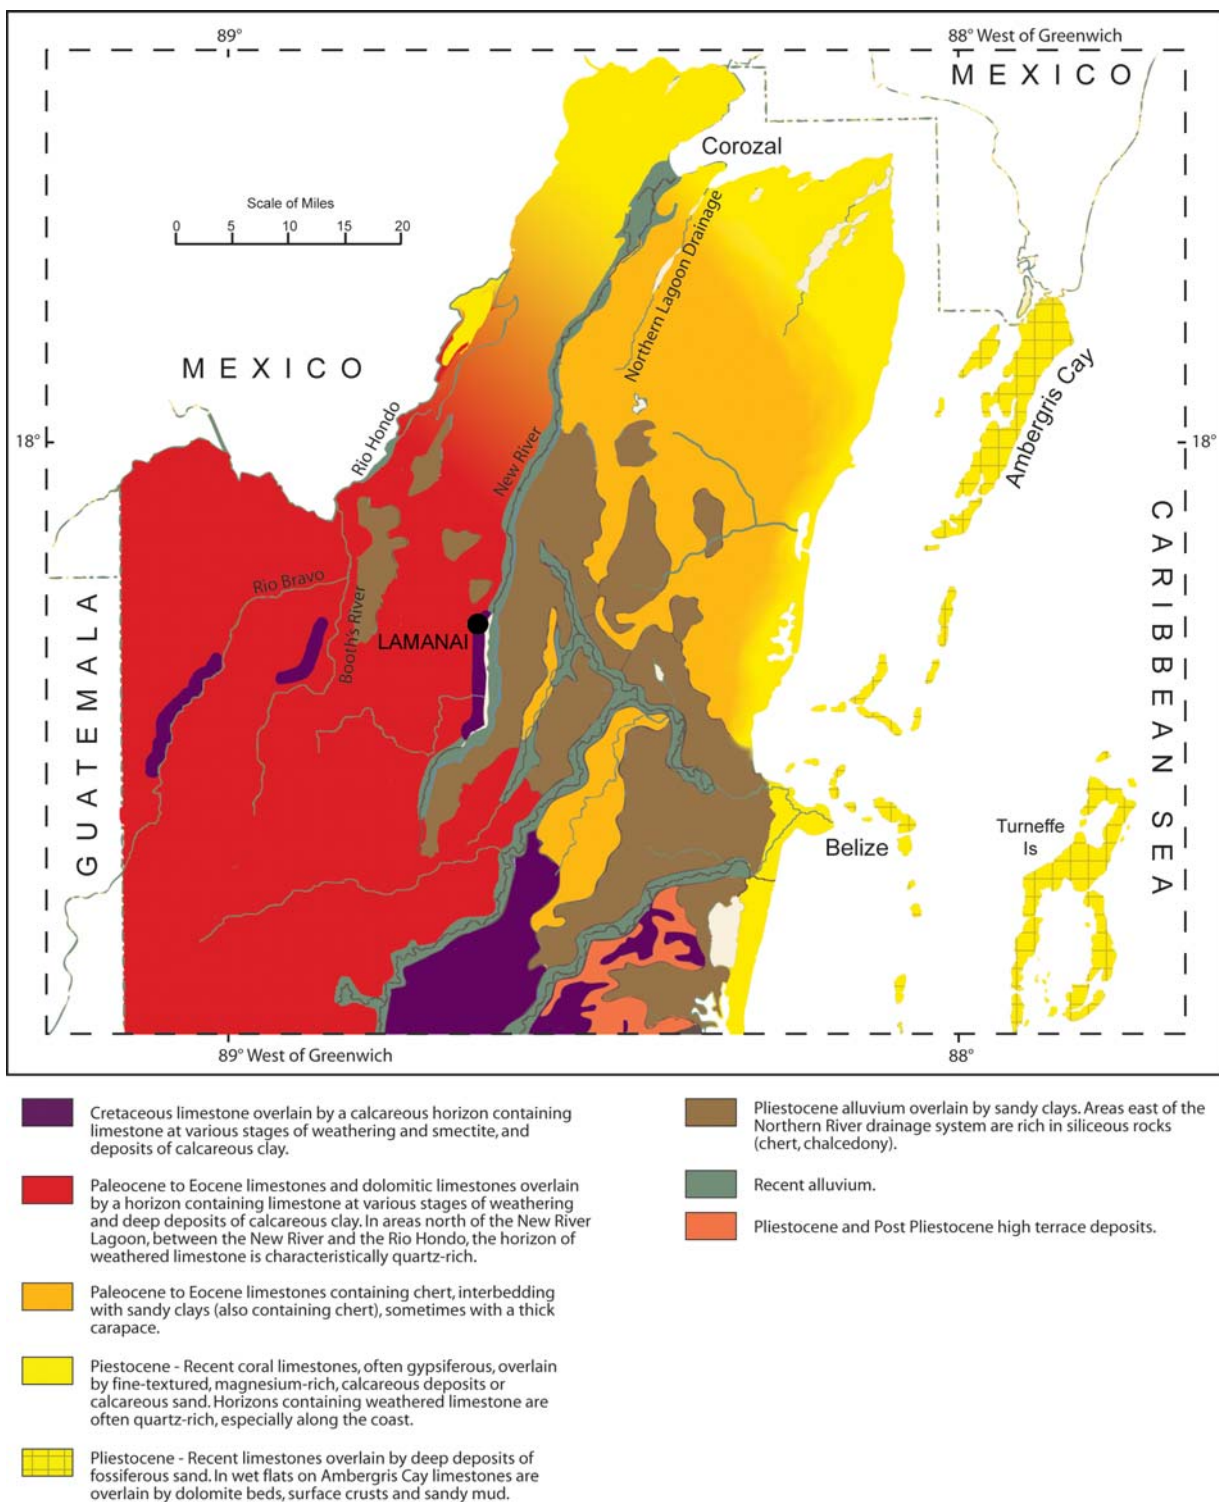 89°
88° West of Greenwich
MEXICO
Corozal
Scale of Miles
0 5 10 15 20
Northern Lagoon Drainage
MEXICO
Rio Hondo
New River
Ambergris Cay
18°
18°
CARIBBEAN SEA
GUATEMALA
Rio Bravo
Booth's River
LAMANAI
Belize
Turneffe
Is
89° West of Greenwich
88°
Cretaceous limestone overlain by a calcareous horizon containing
limestone at various stages of weathering and smectite, and
deposits of calcareous clay.
Paleocene to Eocene limestones and dolomitic limestones overlain
by a horizon containing limestone at various stages of weathering
and deep deposits of calcareous clay. In areas north of the New River
Lagoon, between the New River and the Rio Hondo, the horizon of
weathered limestone is characteristically quartz-rich.
Paleocene to Eocene limestones containing chert, interbedding
with sandy clays (also containing chert), sometimes with a thick
carapace.
Piestocene - Recent coral limestones, often gypsiferous, overlain
by fine-textured, magnesium-rich, calcareous deposits or
calcareous sand. Horizons containing weathered limestone are
often quartz-rich, especially along the coast.
Pliestocene - Recent limestones overlain by deep deposits of
fossiferous sand. In wet flats on Ambergris Cay limestones are
overlain by dolomite beds, surface crusts and sandy mud.
Pliestocene alluvium overlain by sandy clays. Areas east of the
Northern River drainage system are rich in siliceous rocks
(chert, chalcedony).
Recent alluvium.
Pliestocene and Post Pliestocene high terrace deposits.